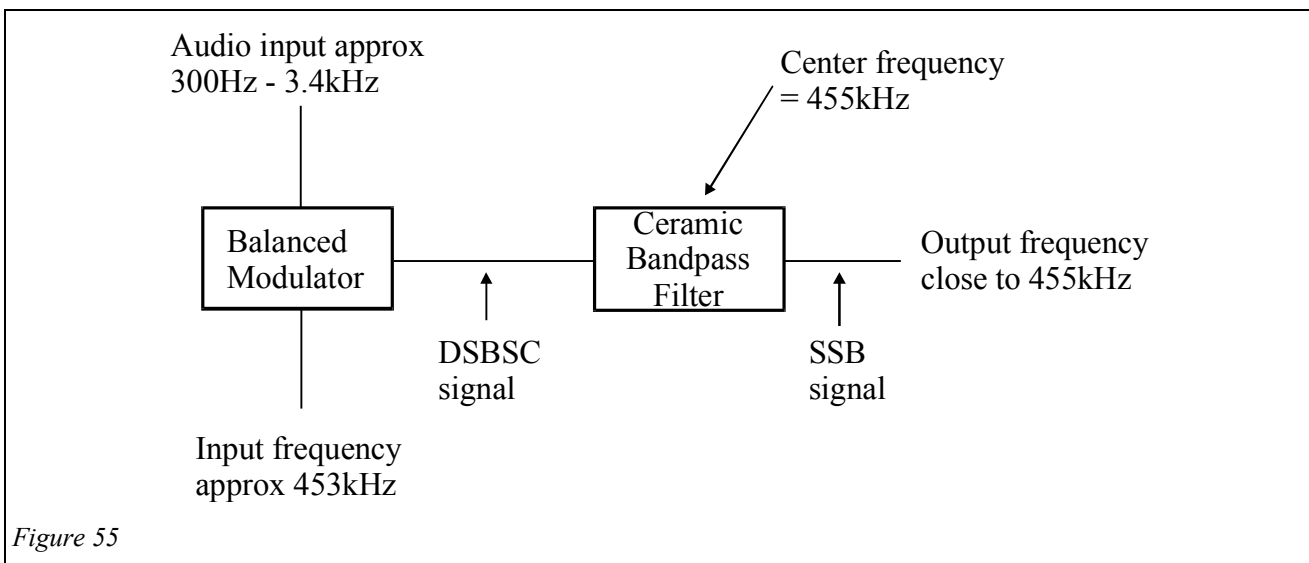 Audio input approx
300Hz - 3.4kHz
Center frequency
= 455kHz
Balanced
Modulator
Ceramic
Bandpass
Filter
Output frequency
close to 455kHz
DSBSC
signal
SSB
signal
Input frequency
approx 453kHz
Figure 55